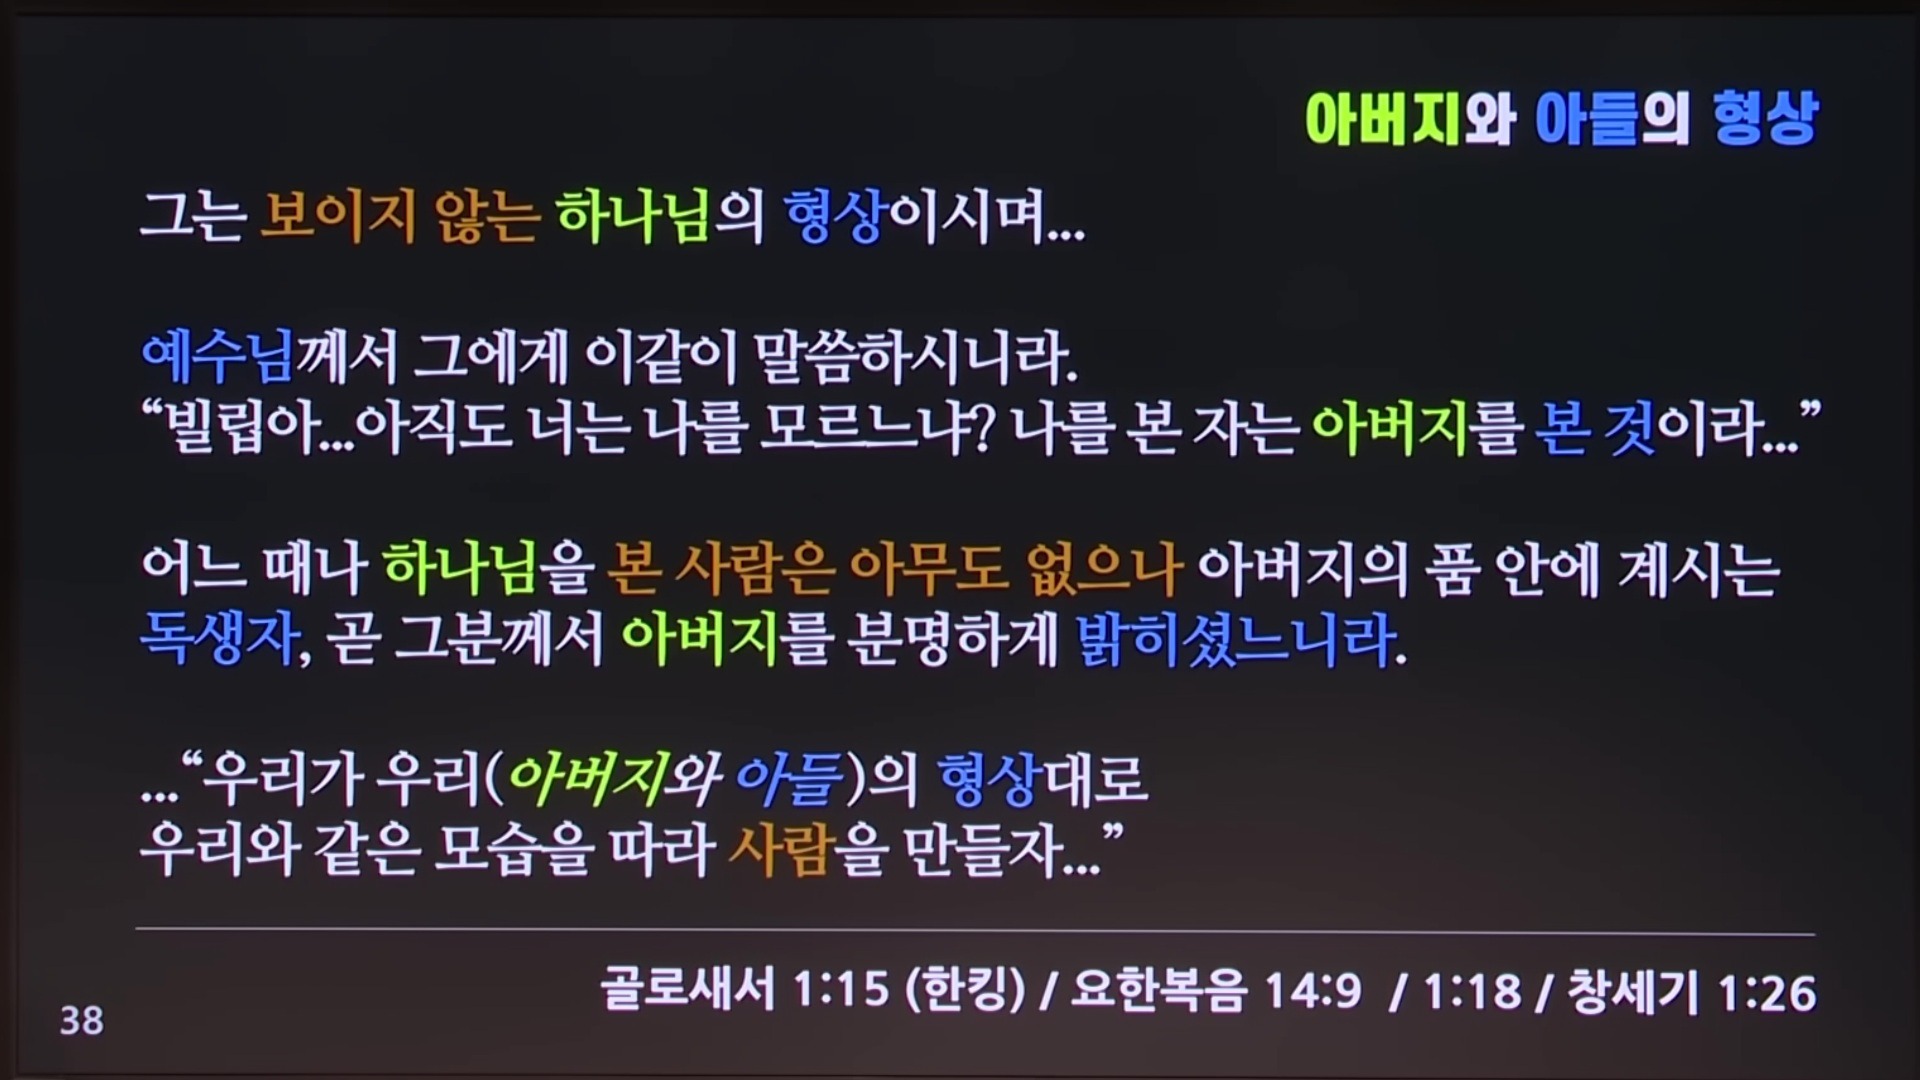 아버지와 아들의 형상
그는 보이지 않는 하나님의 형상이시며...
예수님께서 그에게 이같이 말씀하시니라.
“빌립아...아직도 너는 나를 모르느냐? 나를 본 자는 아버지를 본 것이라...”
어느 때나 하나님을 본 사람은 아무도 없으나 아버지의 품 안에 계시는
독생자, 곧 그분께서 아버지를 분명하게 밝히셨느니라.
...“우리가 우리(아버지와 아들)의 형상대로
우리와 같은 모습을 따라 사람을 만들자...”
골로새서 1:15 (한킹) / 요한복음 14:9 / 1:18 / 창세기 1:26
38